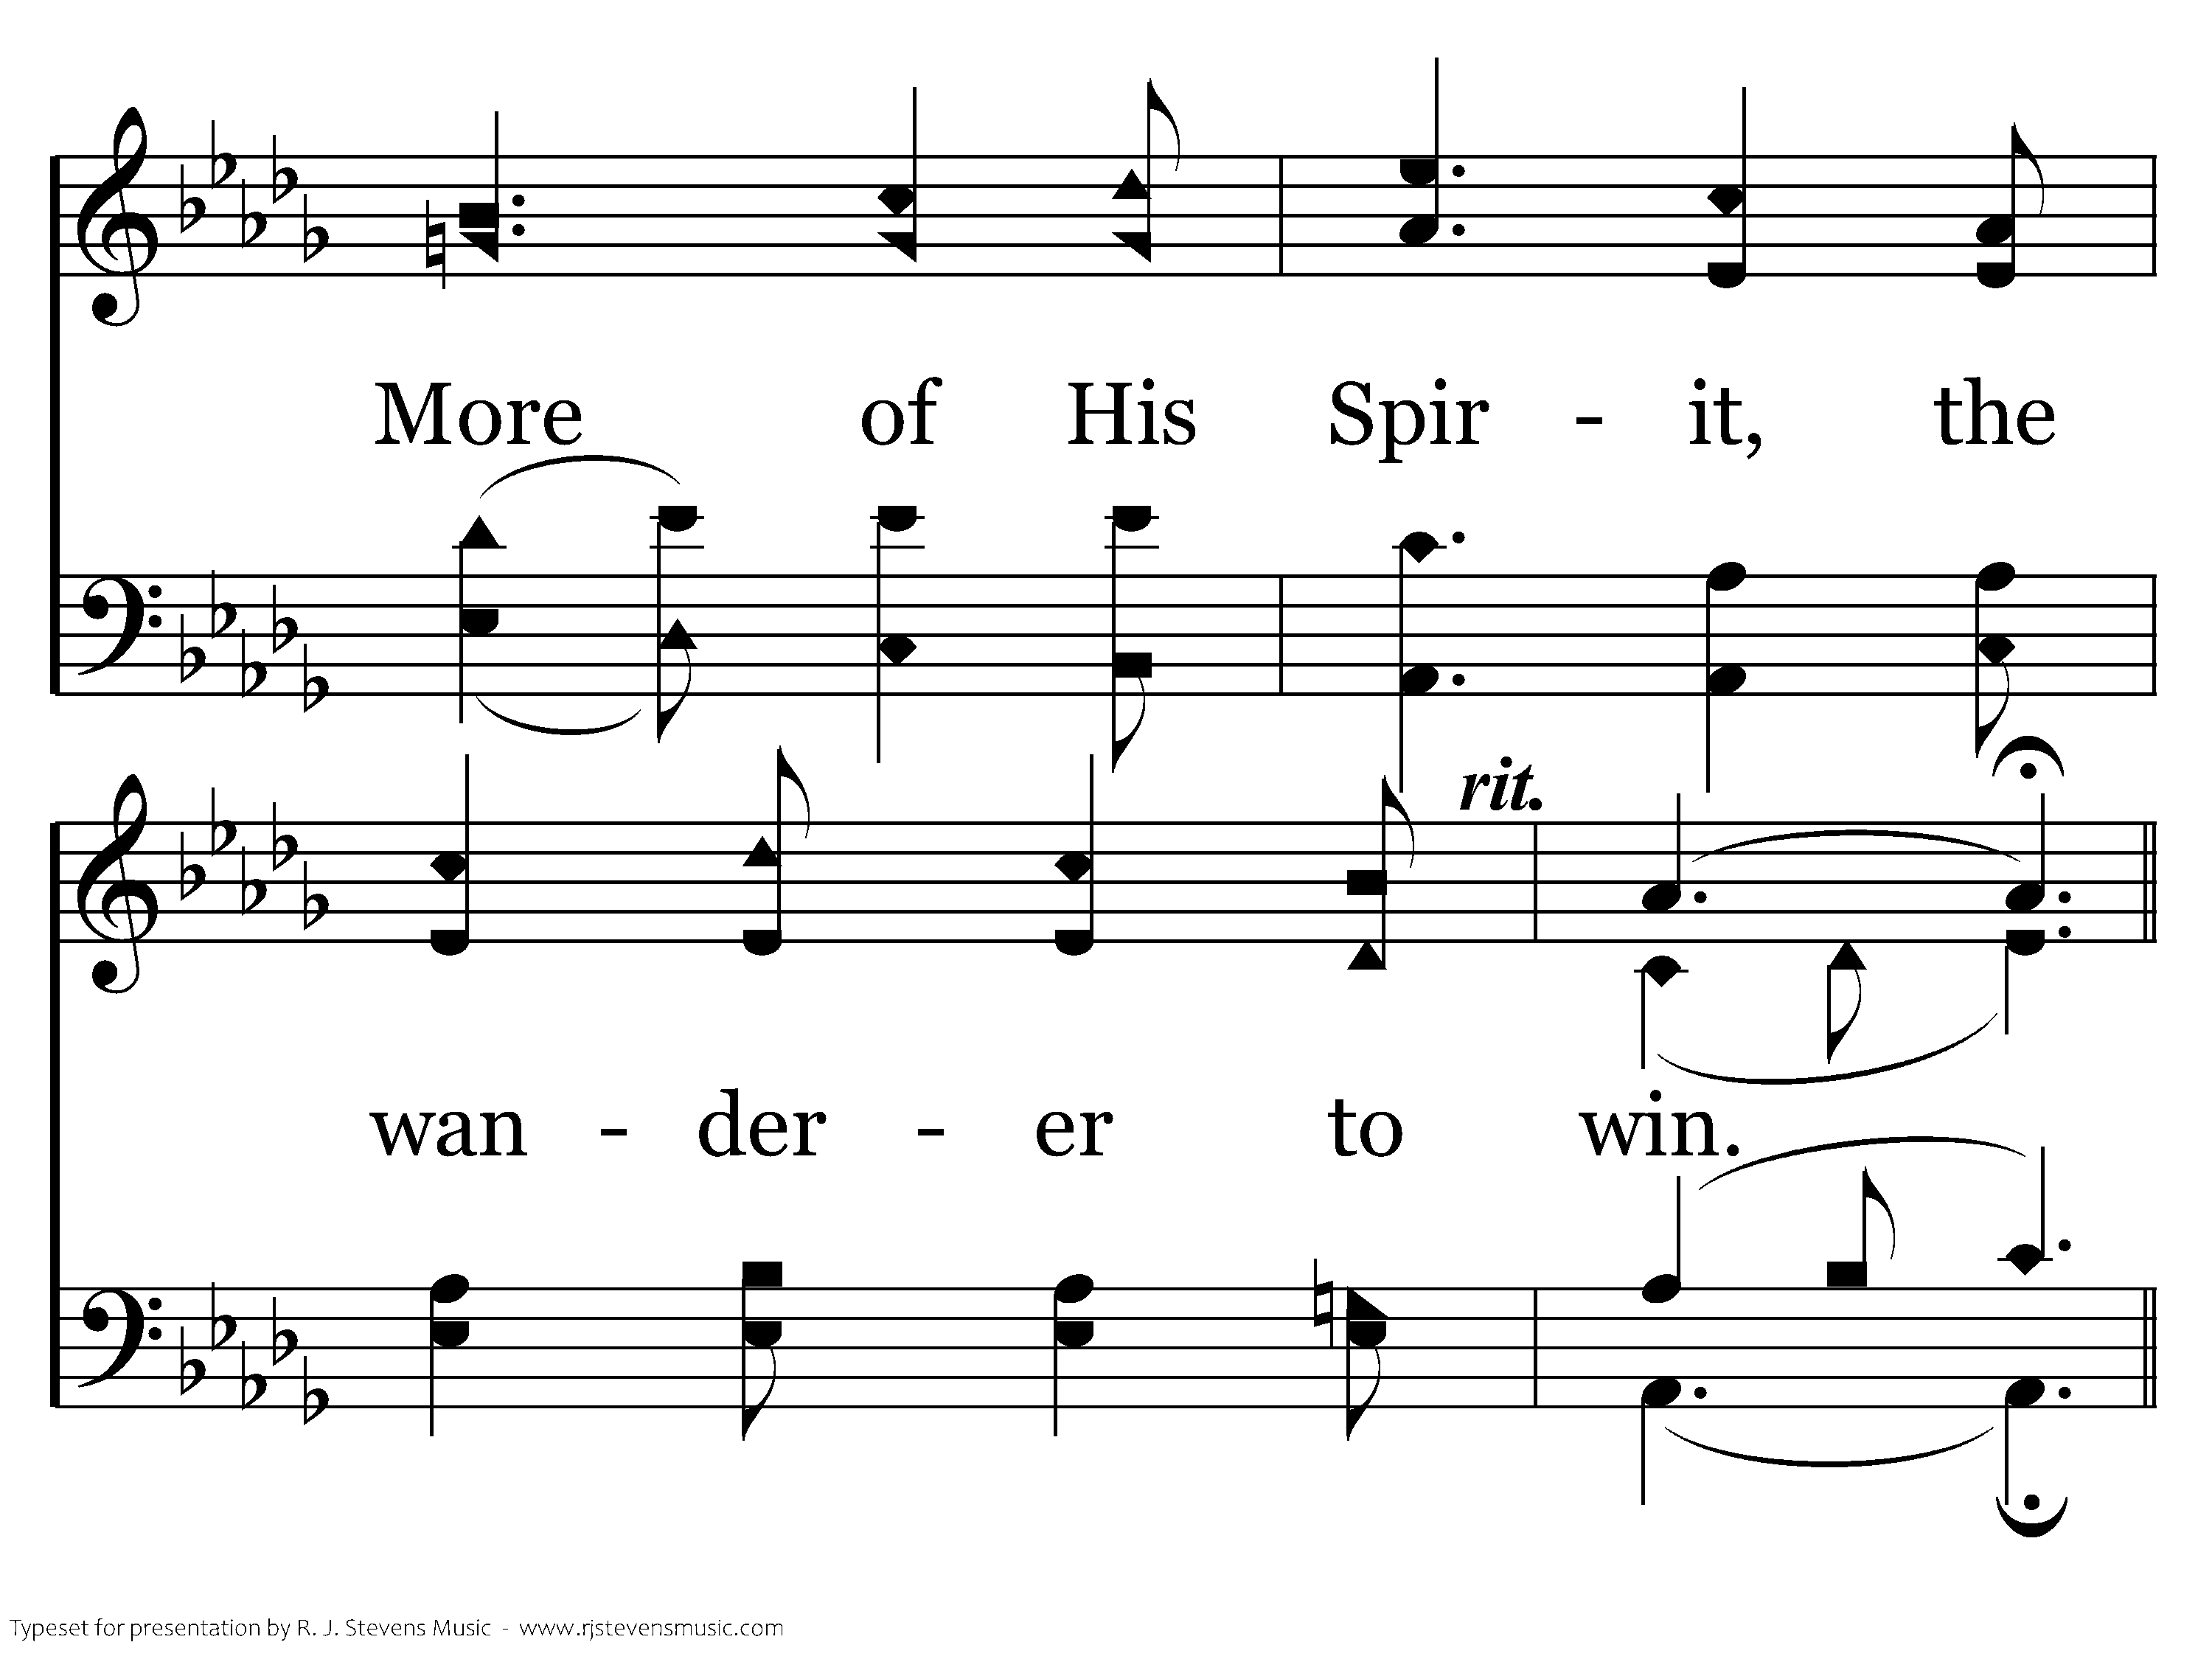 More of His Spir - it, the
rit.
wan - der - er to win.
Typeset for presentation by R. J. Stevens Music - www.rjstevensmusic.com